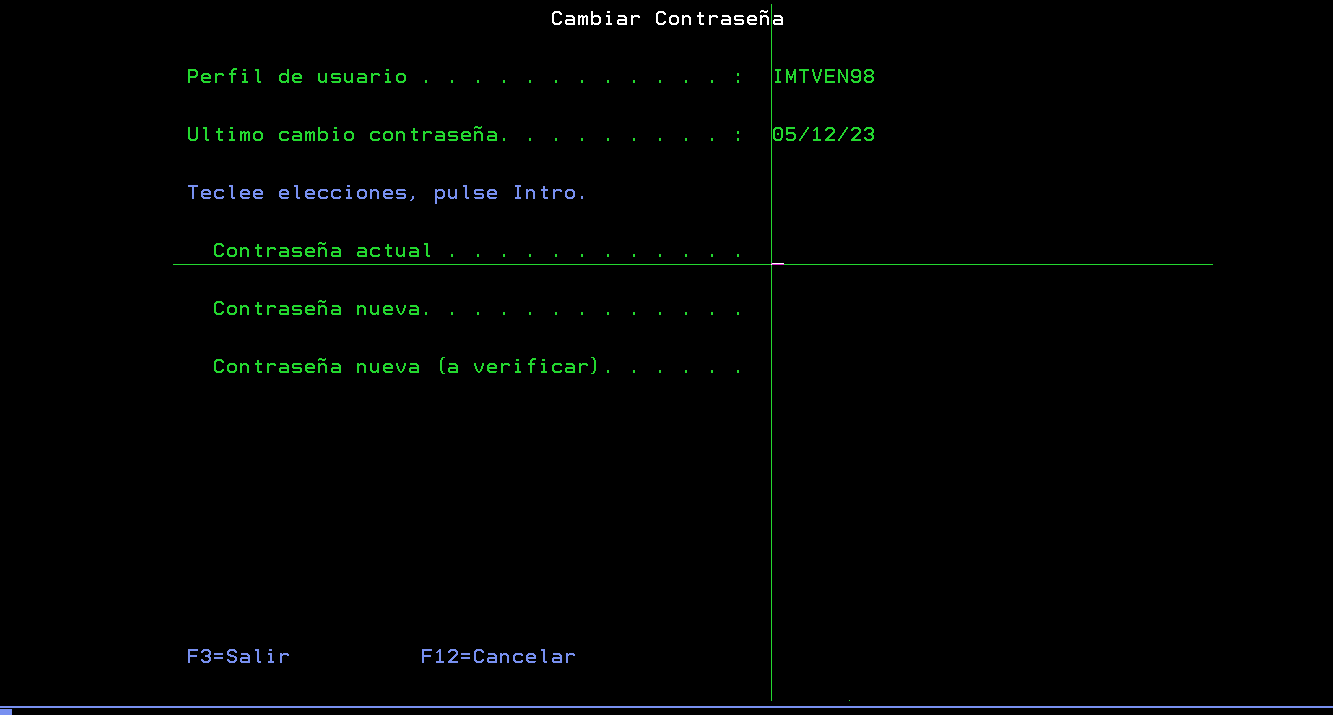 Cambiar Contraseña
Perfil de usuario . . . . . . . . . . . . . : IMTVEN98
Ultimo cambio contraseña. . . . . . . . . . : 05/12/23
Teclee elecciones, pulse Intro.
Contraseña actual . . . . . . . . . . . .
Contraseña nueva. . . . . . . . . . . . .
Contraseña nueva (a verificar). . . . . .
F3=Salir F12=Cancelar